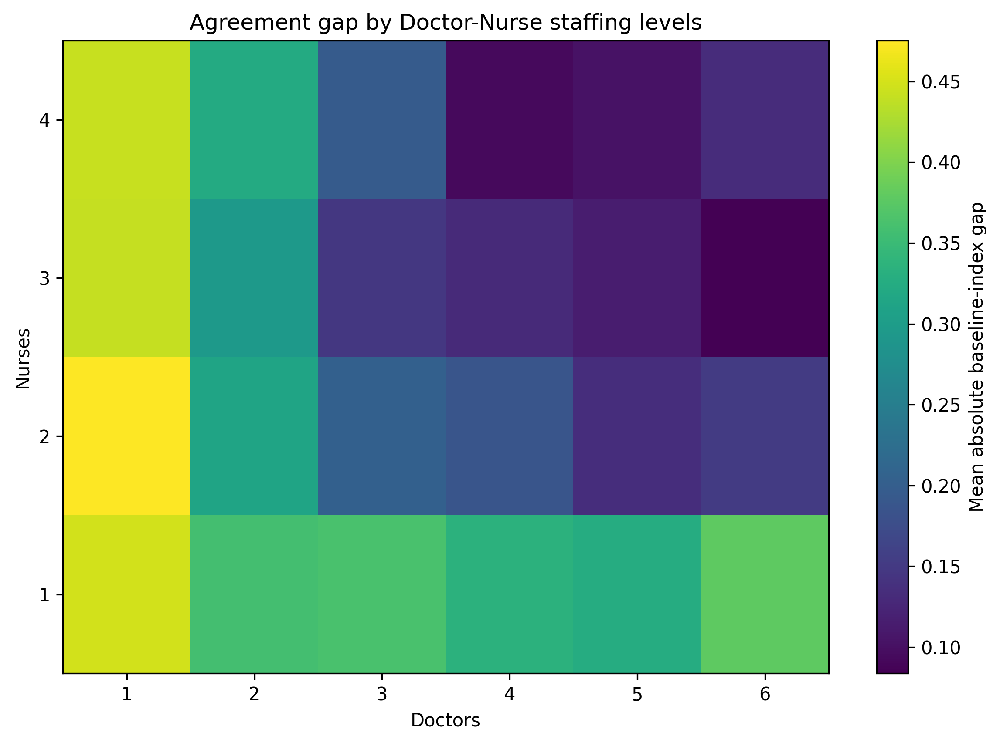 Agreement gap by Doctor-Nurse staffing levels
4
3
2
1
Nurses
1 2 3 4 5 6
Doctors
0.45
0.40
0.35
0.30
0.25
0.20
0.15
0.10
Mean absolute baseline-index gap